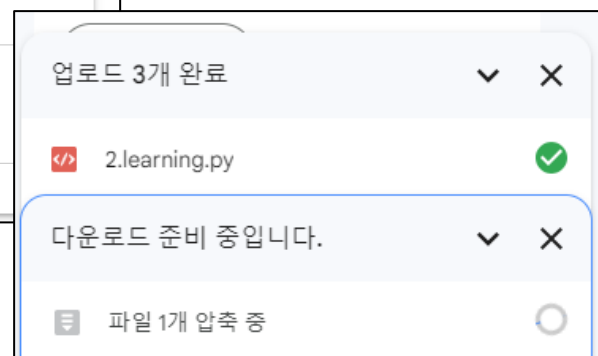 업로드 3개 완료
2.learning.py
다운로드 준비 중입니다.
파일 1개 압축 중